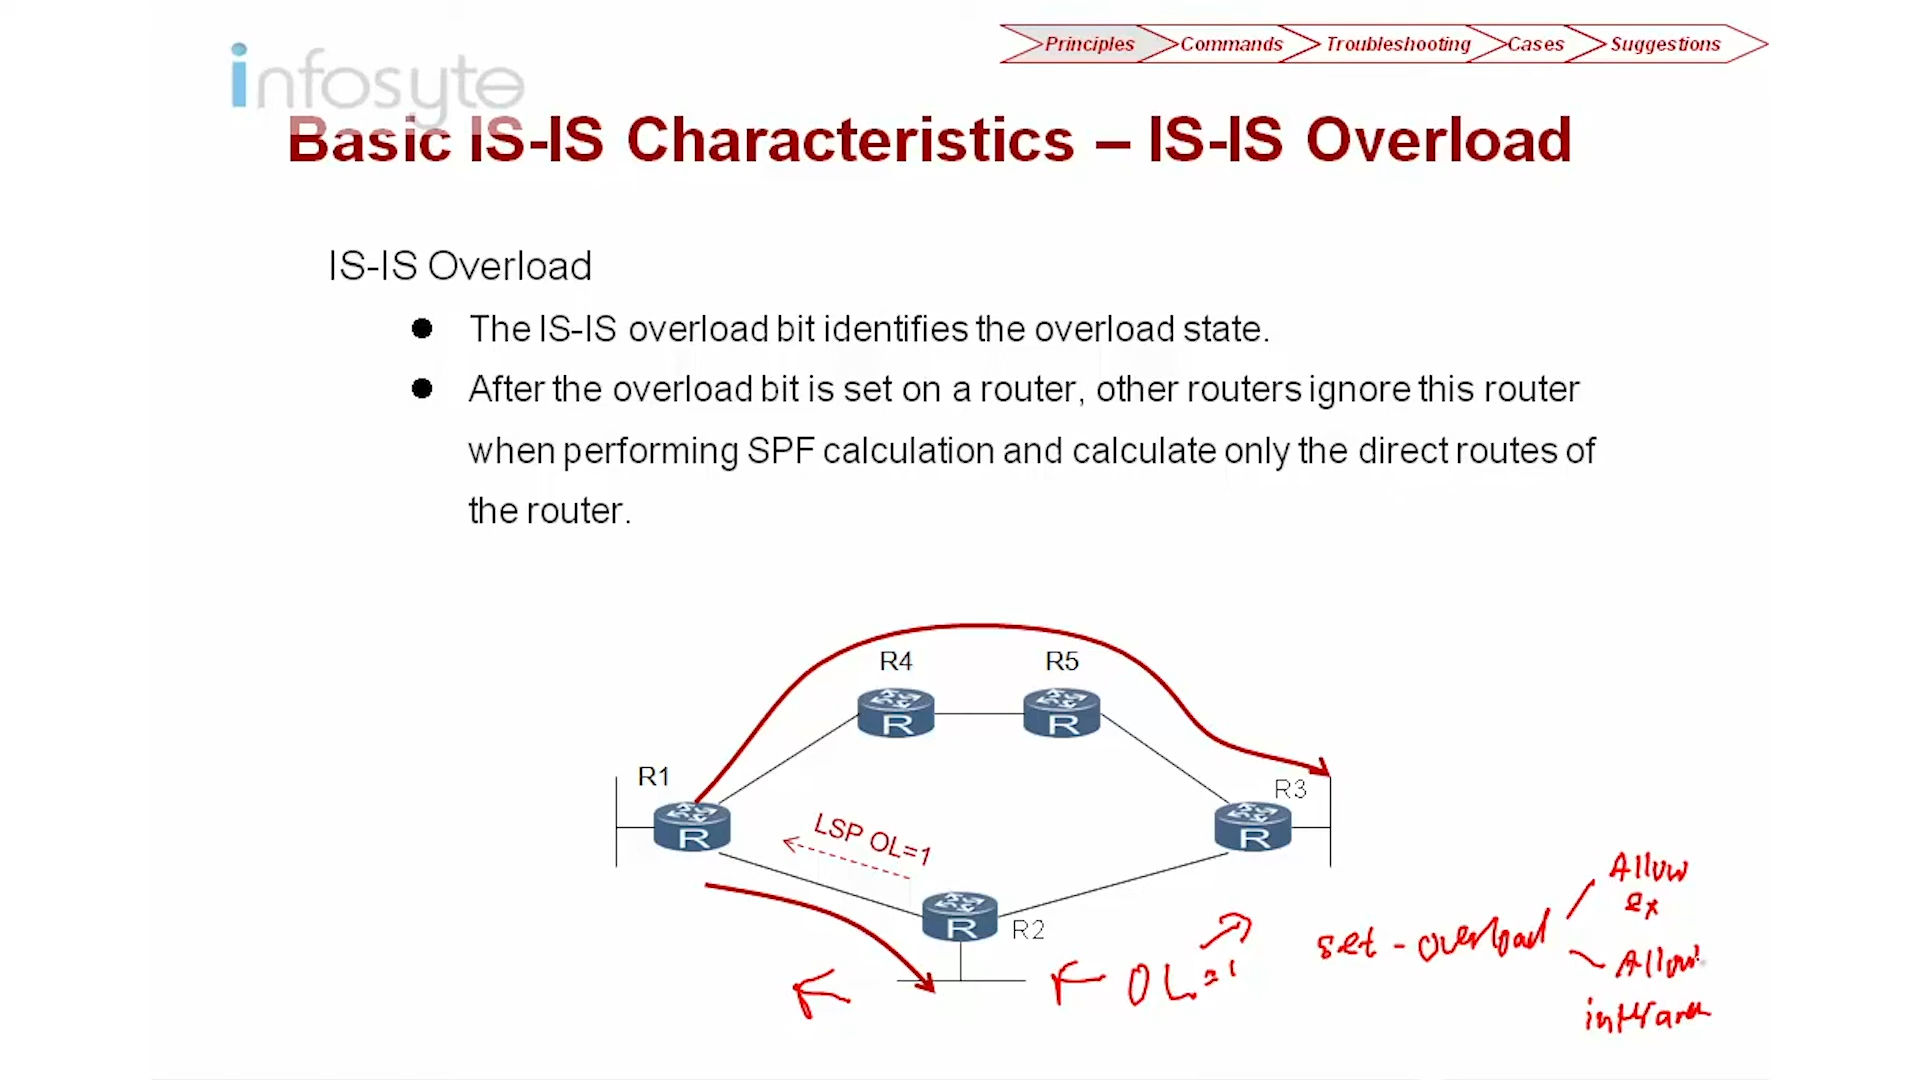 Principles Commands Troubleshooting Cases Suggestions
infosyte
Basic IS-IS Characteristics – IS-IS Overload
IS-IS Overload
● The IS-IS overload bit identifies the overload state.
● After the overload bit is set on a router, other routers ignore this router
when performing SPF calculation and calculate only the direct routes of
the router.
R4 R5
R
R
R1
R3
R
R
LSP OL=1
R
R2
OL=1
set-overload
Allow
ex
Allow